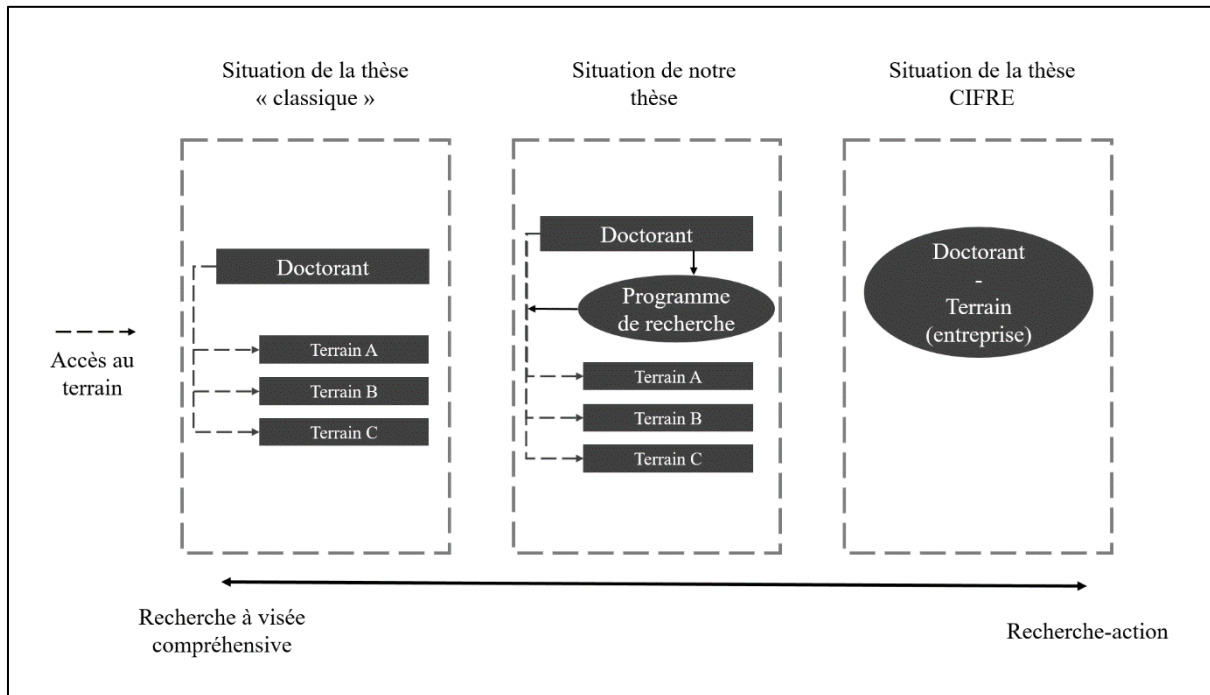 Situation de la thèse
« classique »
Situation de notre
thèse
Situation de la thèse
CIFRE
Accès au
terrain
Doctorant
Terrain A
Terrain B
Terrain C
Doctorant
Programme
de recherche
Terrain A
Terrain B
Terrain C
Doctorant
-
Terrain
(entreprise)
Recherche à visée
compréhensive
Recherche-action